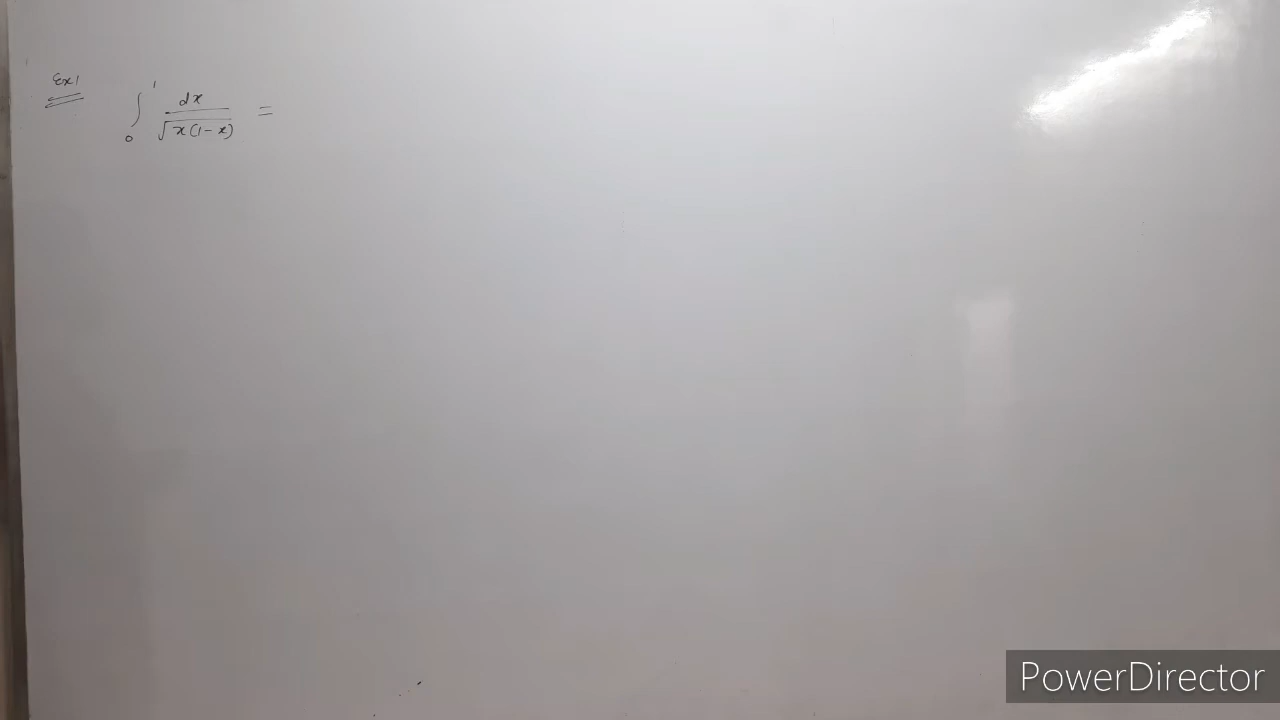 Ex1
∫₀¹ dx / √x(1-x) =
PowerDirector